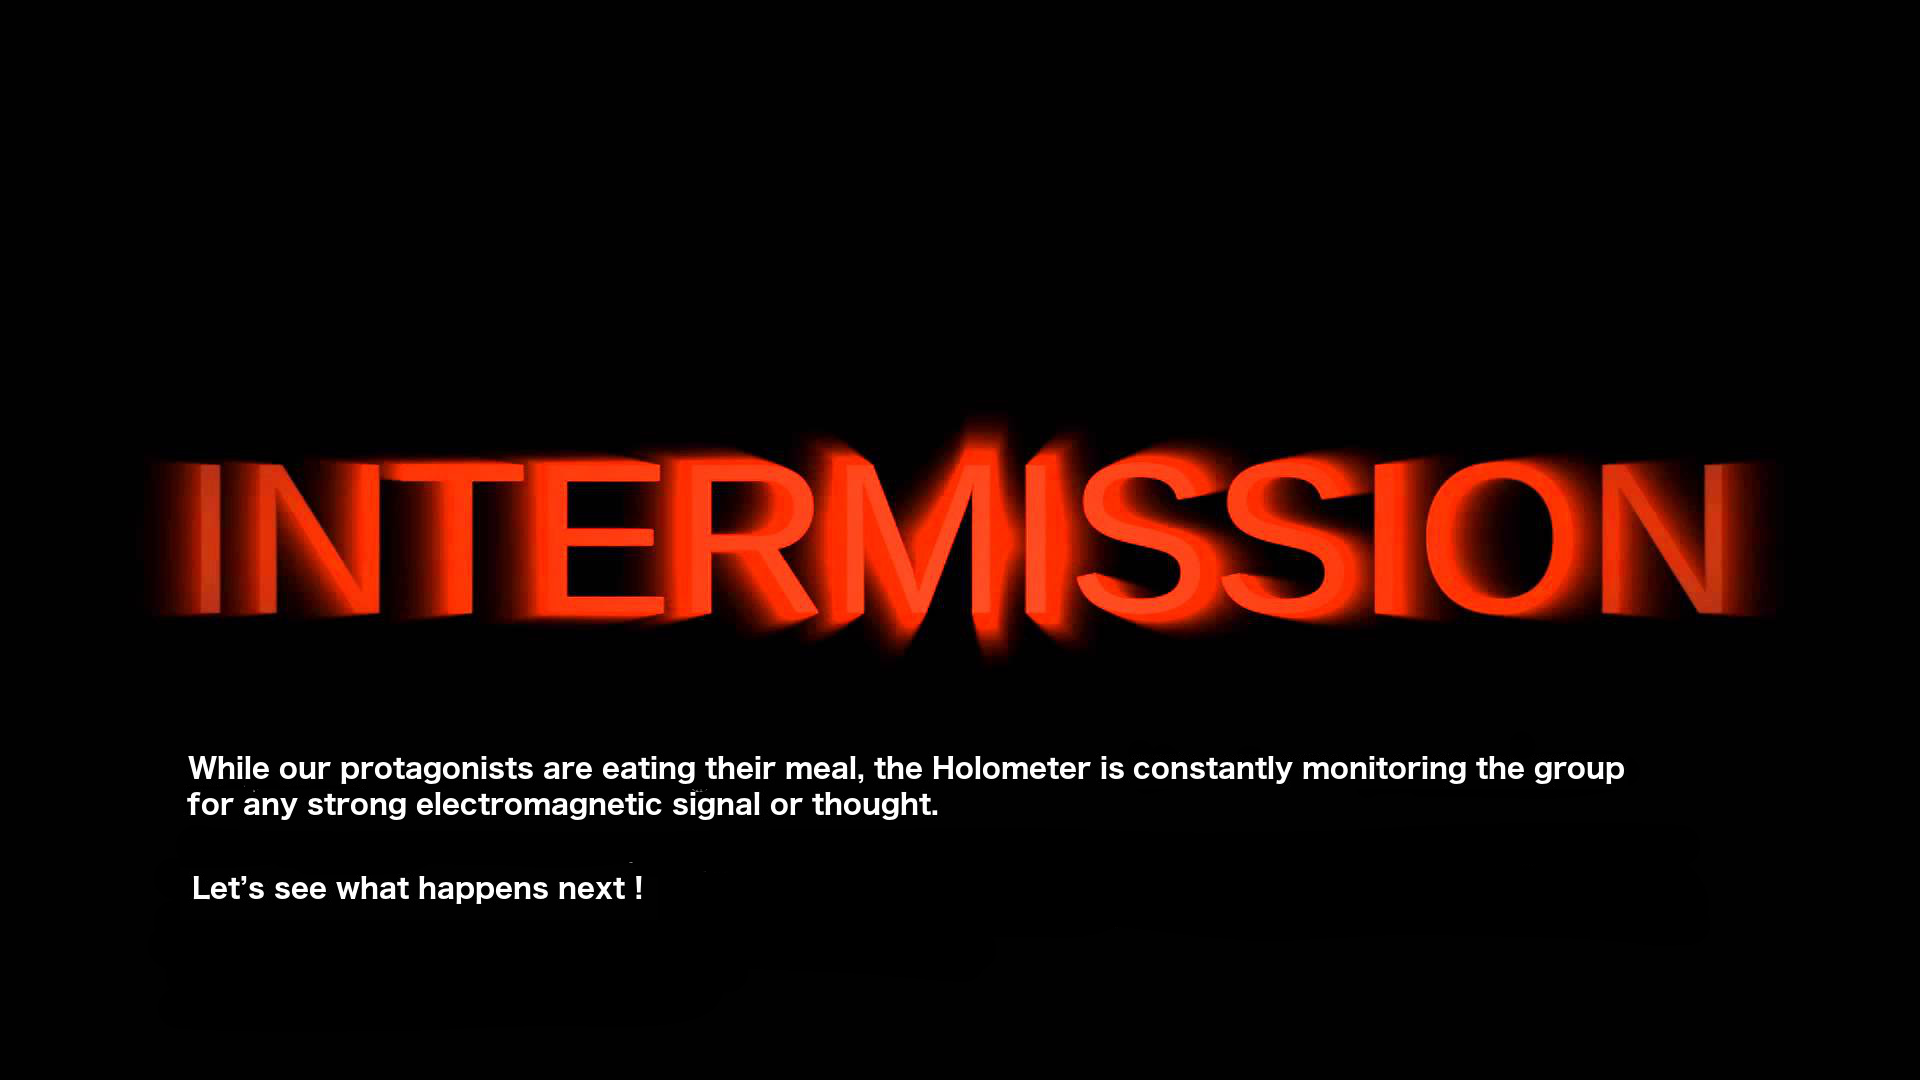 INTERMISSION
While our protagonists are eating their meal, the Holometer is constantly monitoring the group
for any strong electromagnetic signal or thought.
Let’s see what happens next !